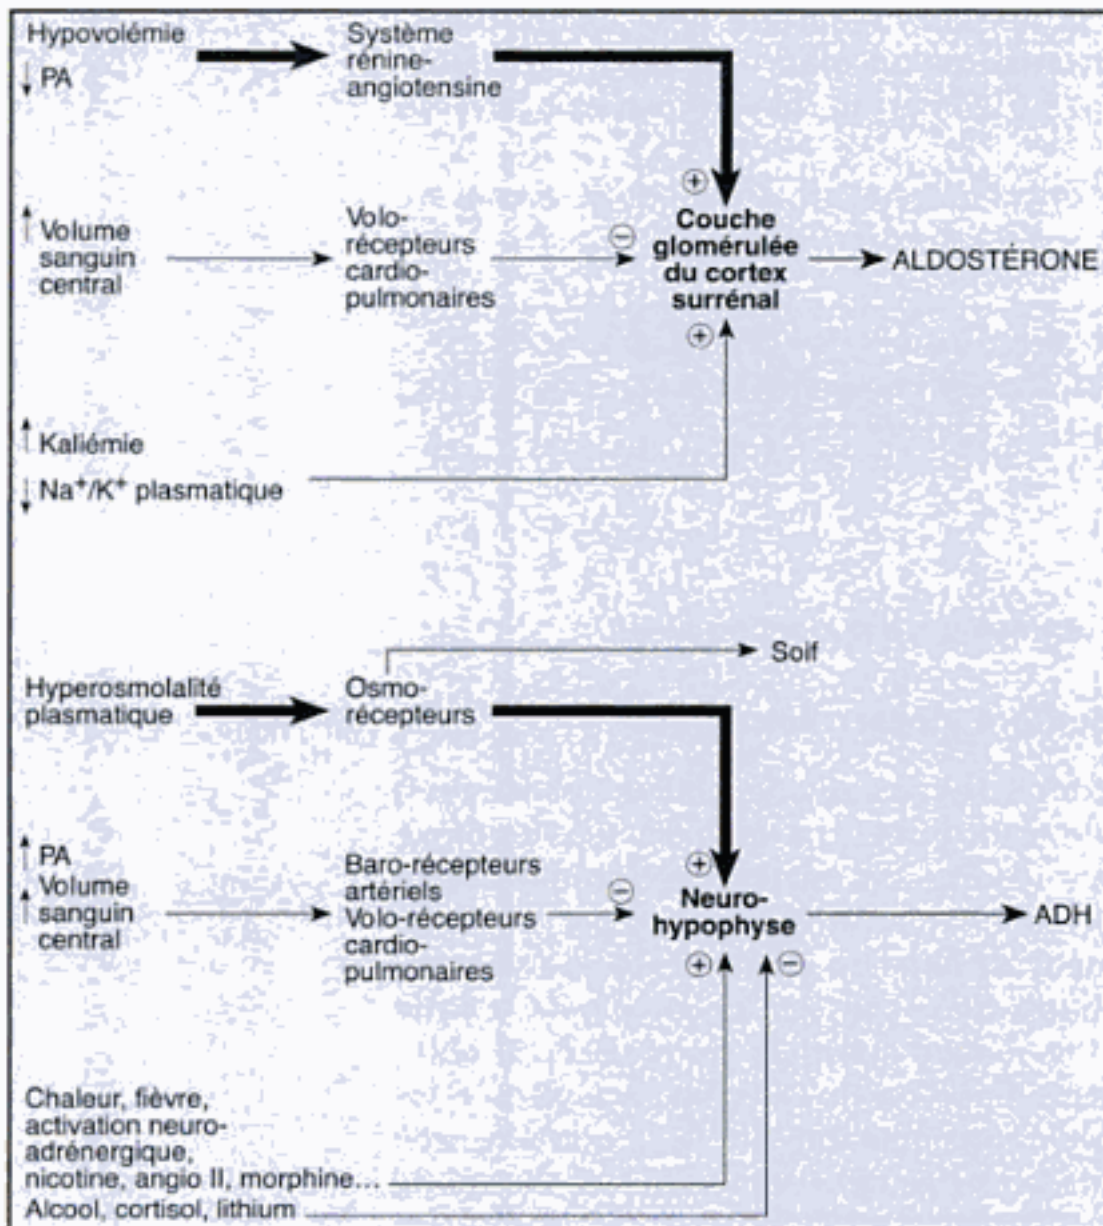 Hypovolémie
↓ PA
Système
rénine-
angiotensine
⊕
↑ Volume
sanguin
central
Volo-
récepteurs
cardio-
pulmonaires
⊖
Couche
glomérulée
du cortex
surrénal
ALDOSTÉRONE
⊕
↑ Kaliémie
↓ Na⁺/K⁺ plasmatique
Soif
Hyperosmolalité
plasmatique
Osmo-
récepteurs
⊕
↑ PA
↑ Volume
sanguin
central
Baro-récepteurs
artériels
Volo-récepteurs
cardio-
pulmonaires
⊖
Neuro-
hypophyse
ADH
⊕ ⊖
Chaleur, fièvre,
activation neuro-
adrénergique,
nicotine, angio II, morphine...
Alcool, cortisol, lithium